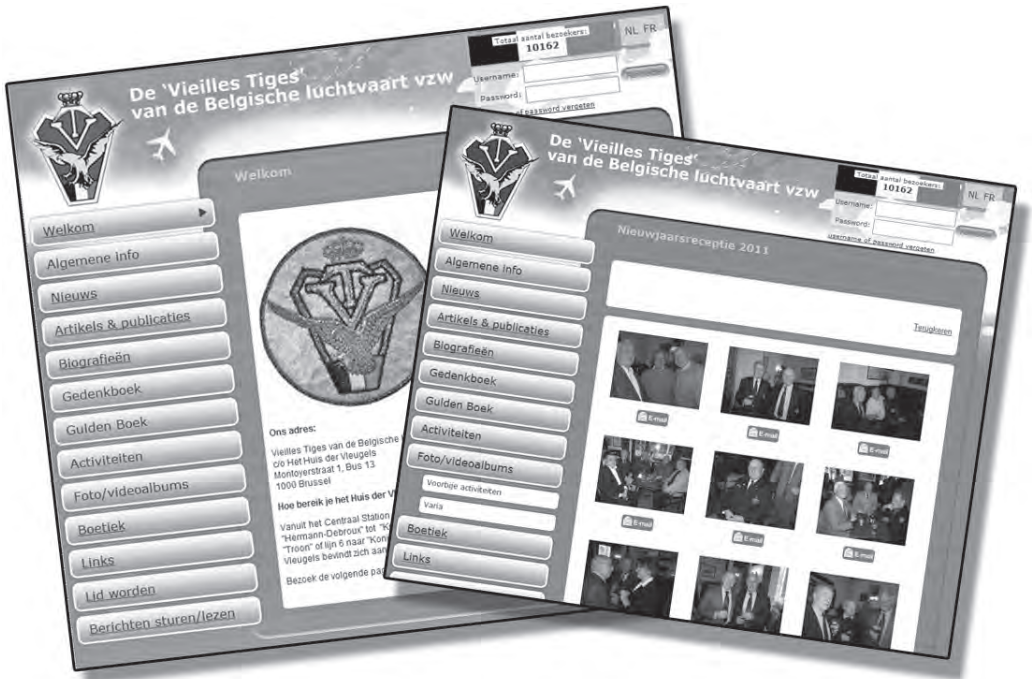 De 'Vieilles Tiges'
van de Belgische luchtvaart vzw
Totaal aantal bezoekers:
10162
NL FR
Username:
Password:
of password vergeten
Welkom
Welkom
Algemene info
Nieuws
Artikels & publicaties
Biografieën
Gedenkboek
Gulden Boek
Activiteiten
Foto/videoalbums
Boetiek
Links
Lid worden
Berichten sturen/lezen
Ons adres:
Vieilles Tiges van de Belgische
c/o Het Huis der Vleugels
Montoyerstraat 1, Bus 13
1000 Brussel
Hoe bereik je het Huis der V
Vanuit het Centraal Station
"Hermann-Debroux" tot "K
"Troon" of lijn 6 naar "Koni
Vleugels bevindt zich aan
Bezoek de volgende pag
De 'Vieilles Tiges'
van de Belgische luchtvaart vzw
Totaal aantal bezoekers:
10162
NL FR
Username:
Password:
username of password vergeten
Nieuwjaarsreceptie 2011
Terugkeren
Welkom
Algemene info
Nieuws
Artikels & publicaties
Biografieën
Gedenkboek
Gulden Boek
Activiteiten
Foto/videoalbums
Voorbije activiteiten
Varia
Boetiek
Links
E-mail
E-mail
E-mail
E-mail
E-mail
E-mail